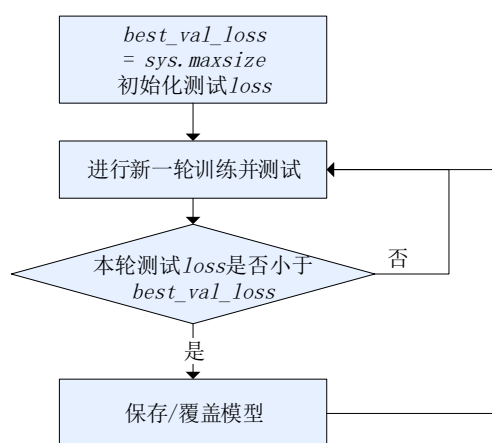 best_val_loss
= sys.maxsize
初始化测试loss
进行新一轮训练并测试
本轮测试loss是否小于
best_val_loss
否
是
保存/覆盖模型